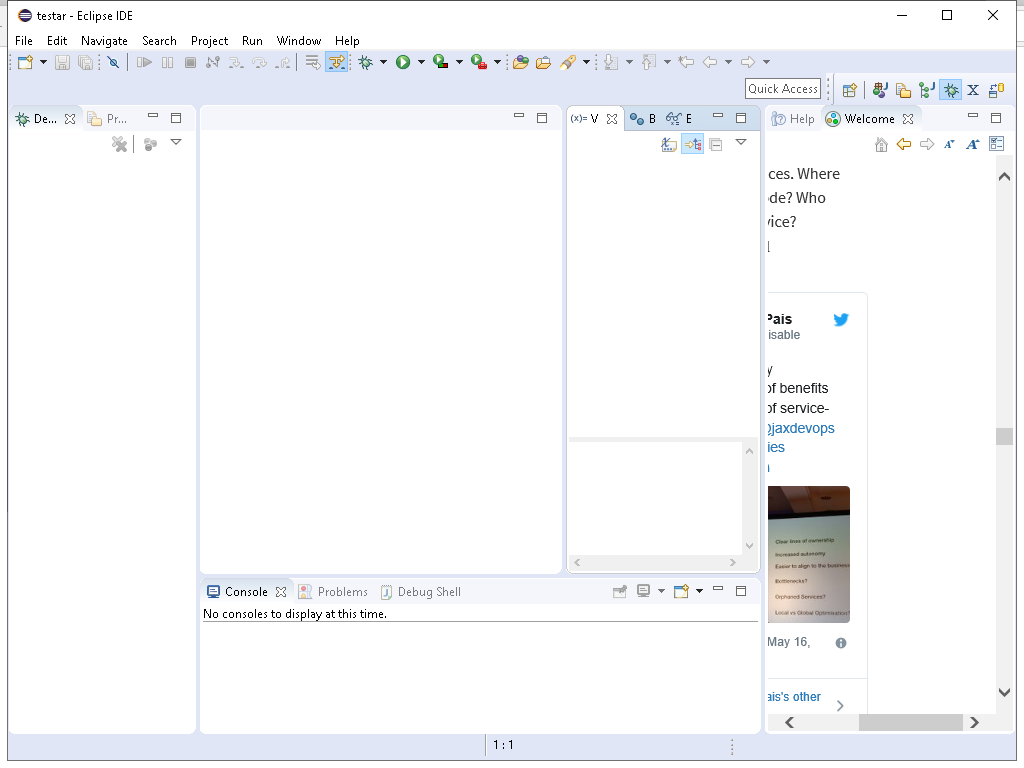 testar - Eclipse IDE
File Edit Navigate Search Project Run Window Help
Quick Access
De...
Pr...
(x)= V
B
E
Help
Welcome
ces. Where
ode? Who
vice?
Pais
isable
y
of benefits
of service-
@jaxdevops
ies
Clear lines of ownership
Increased autonomy
Easier to align to the business
Bottlenecks?
Orphaned Services?
Local vs Global Optimisation?
May 16,
ais's other
Console
Problems
Debug Shell
No consoles to display at this time.
1 : 1